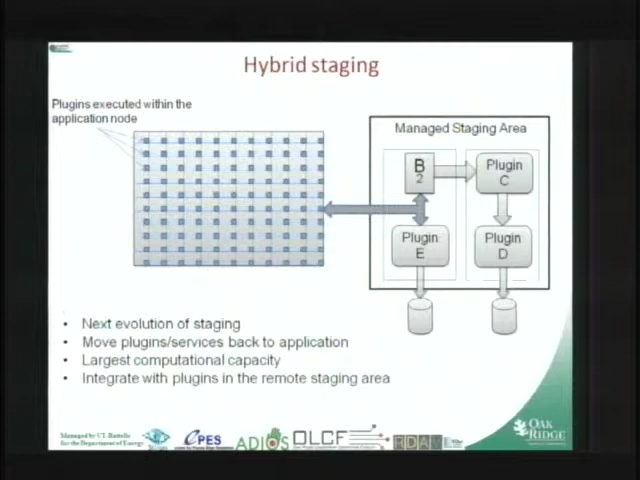 Hybrid staging
Plugins executed within the
application node
Managed Staging Area
B
2
Plugin
C
Plugin
E
Plugin
D
• Next evolution of staging
• Move plugins/services back to application
• Largest computational capacity
• Integrate with plugins in the remote staging area
Managed by UT-Battelle
for the Department of Energy
EPES
ADIOS
OLCF
RDAV
OAK
RIDGE